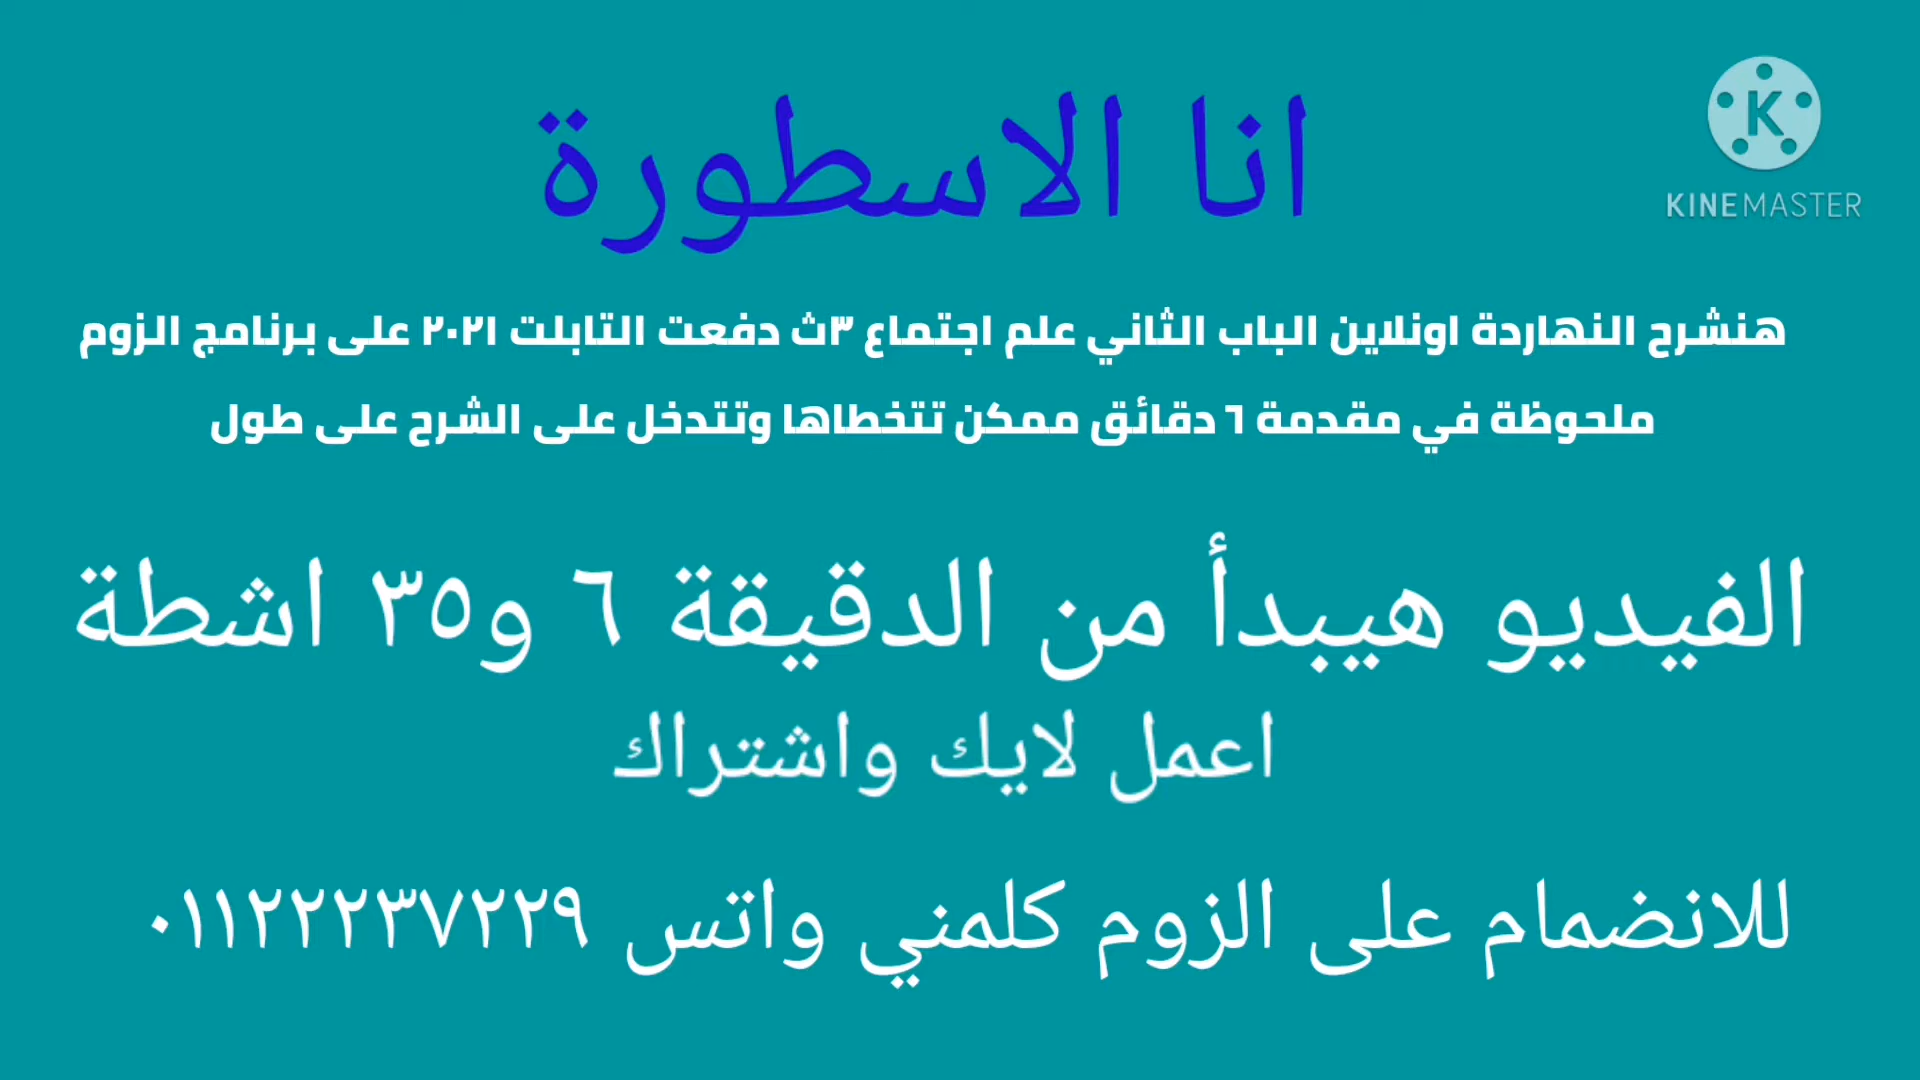 انا الاسطورة
K
KINEMASTER
هنشرح النهاردة اونلاين الباب الثاني علم اجتماع ٣ث دفعت التابلت ٢٠٢١ على برنامج الزوم
ملحوظة في مقدمة ٦ دقائق ممكن تتخطاها وتتدخل على الشرح على طول
الفيديو هيبدأ من الدقيقة ٦ و٣٥ اشطة
اعمل لايك واشتراك
للانضمام على الزوم كلمني واتس ٠١١٢٢٢٣٧٢٢٩